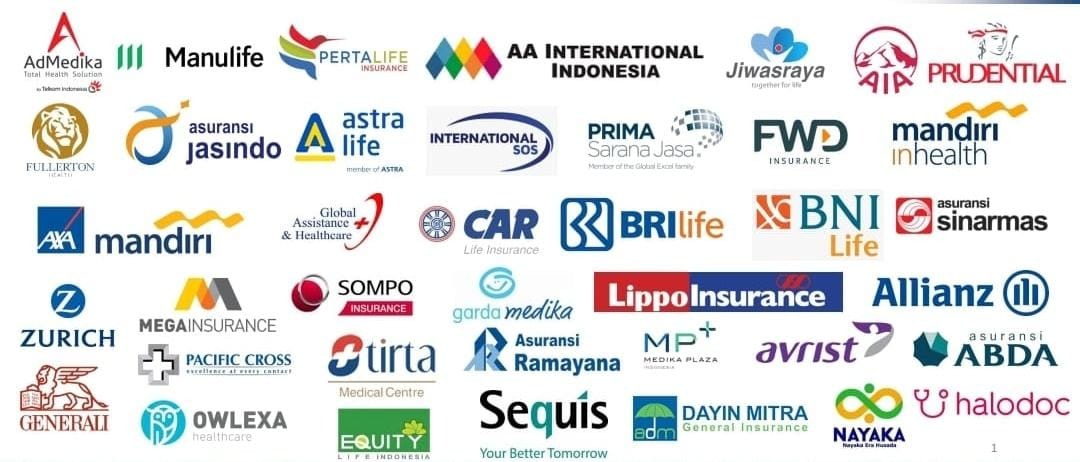 AdMedika
Total Health Solution
by Telkom Indonesia
Manulife
PERTALIFE
INSURANCE
AA INTERNATIONAL
INDONESIA
Jiwasraya
together for life
AIA
PRUDENTIAL
FULLERTON
HEALTH
asuransi
jasindo
astra
life
member of ASTRA
INTERNATIONAL
SOS
PRIMA
Sarana Jasa
Member of the Global Excel family
FWD
INSURANCE
mandiri
inhealth
AXA
mandiri
Global
Assistance
& Healthcare
CAR
Life Insurance
BRI life
BNI
Life
asuransi
sinarmas
ZURICH
MEGAINSURANCE
SOMPO
INSURANCE
garda medika
LippoInsurance
Allianz
PACIFIC CROSS
excellence at every contact
tirta
Medical Centre
Asuransi
Ramayana
MP+
MEDIKA PLAZA
INDONESIA
avrist
asuransi
ABDA
GENERALI
OWLEXA
healthcare
EQUITY
LIFE INDONESIA
Sequis
Your Better Tomorrow
adm
DAYIN MITRA
General Insurance
NAYAKA
Nayaka Era Husada
halodoc
1